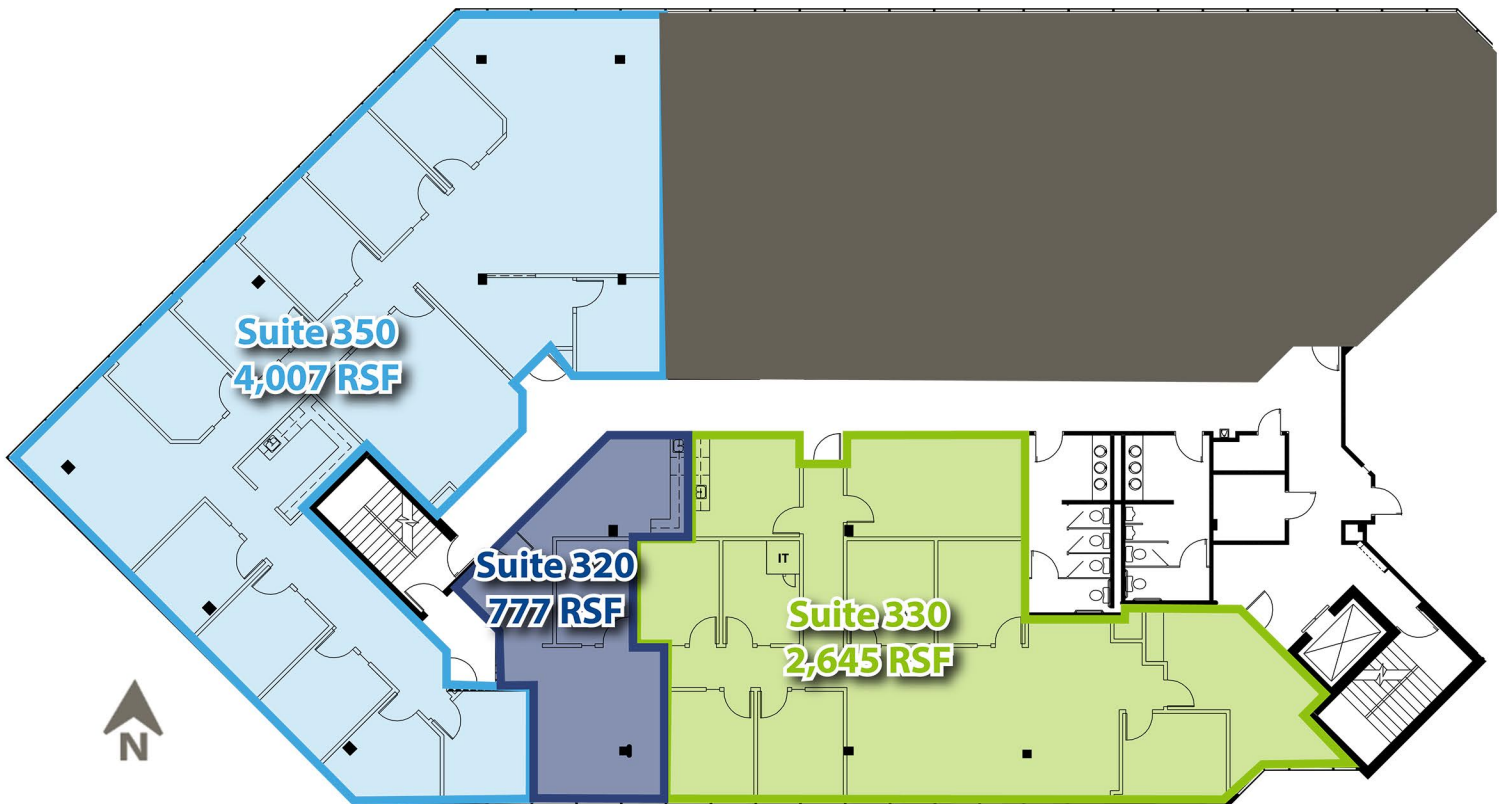 Suite 350
4,007 RSF
Suite 320
777 RSF
IT
Suite 330
2,645 RSF
N